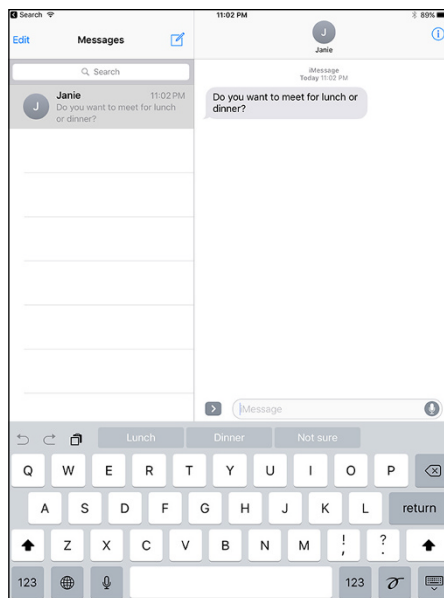 Search 11:02 PM 89%
Edit Messages
Search
J
Janie 11:02 PM
Do you want to meet for lunch
or dinner?
J
Janie
iMessage
Today 11:02 PM
Do you want to meet for lunch or
dinner?
iMessage
Lunch Dinner Not sure
Q W E R T Y U I O P
A S D F G H J K L return
Z X C V B N M ! , ? .
123 123